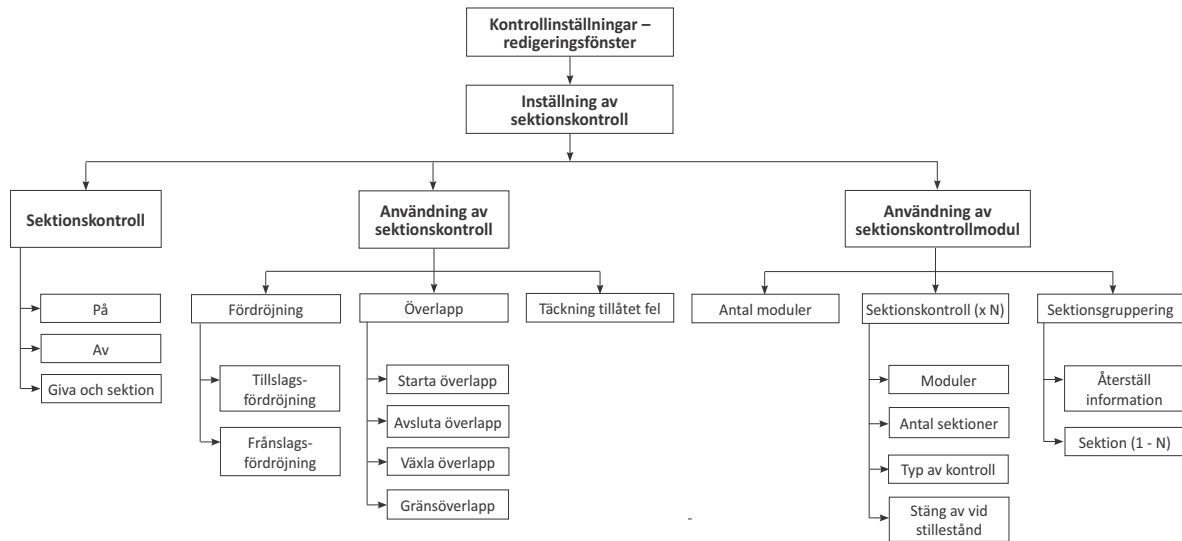 Kontrollinställningar –
redigeringsfönster
Inställning av
sektionskontroll
Sektionskontroll
På
Av
Giva och sektion
Användning av
sektionskontroll
Fördröjning
Tillslags-
fördröjning
Frånslags-
fördröjning
Överlapp
Starta överlapp
Avsluta överlapp
Växla överlapp
Gränsöverlapp
Täckning tillåtet fel
Användning av
sektionskontrollmodul
Antal moduler
Sektionskontroll (x N)
Moduler
Antal sektioner
Typ av kontroll
Stäng av vid
stillestånd
Sektionsgruppering
Återställ
information
Sektion (1 - N)
-